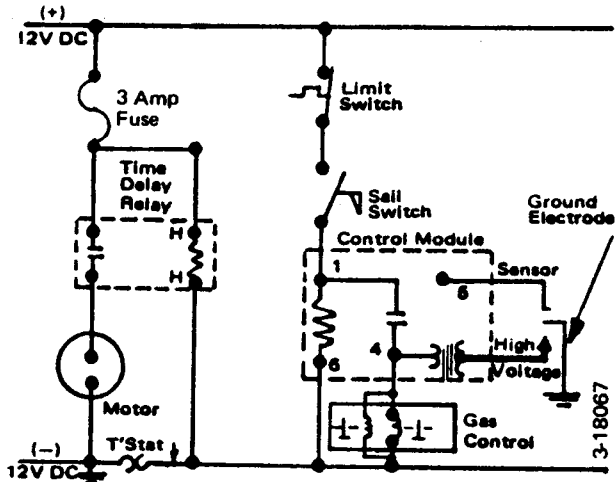 (+)
12V DC
3 Amp
Fuse
Limit
Switch
Time
Delay
Relay
Sail
Switch
Ground
Electrode
H
H
Control Module
1
5
Sensor
6
4
High
Voltage
Motor
Gas
Control
(-)
12V DC
T'Stat
3-18067